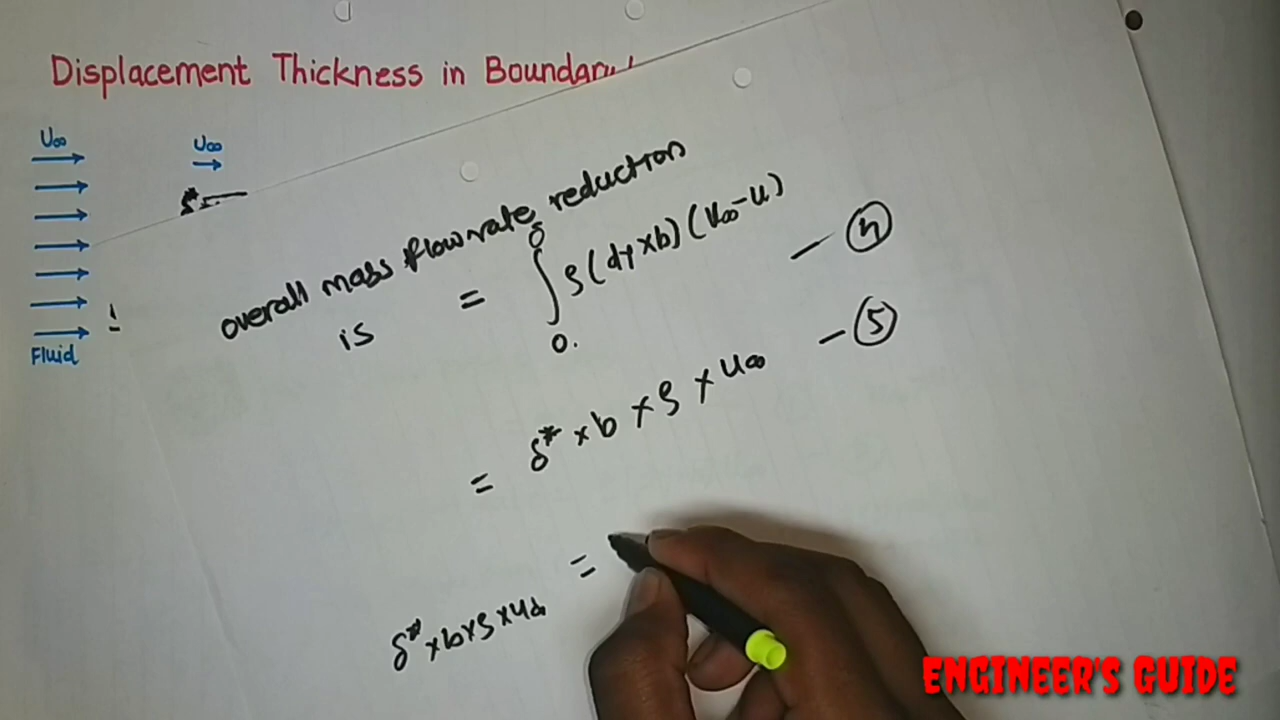 Displacement Thickness in Boundary
U∞ U∞
δ*
Fluid
overall mass flowrate reduction
is = ∫₀^δ ρ(dy×b)(U∞-u) - ④
= δ* × b × ρ × U∞ - ⑤
δ* × b × ρ × U∞ =
ENGINEER'S GUIDE